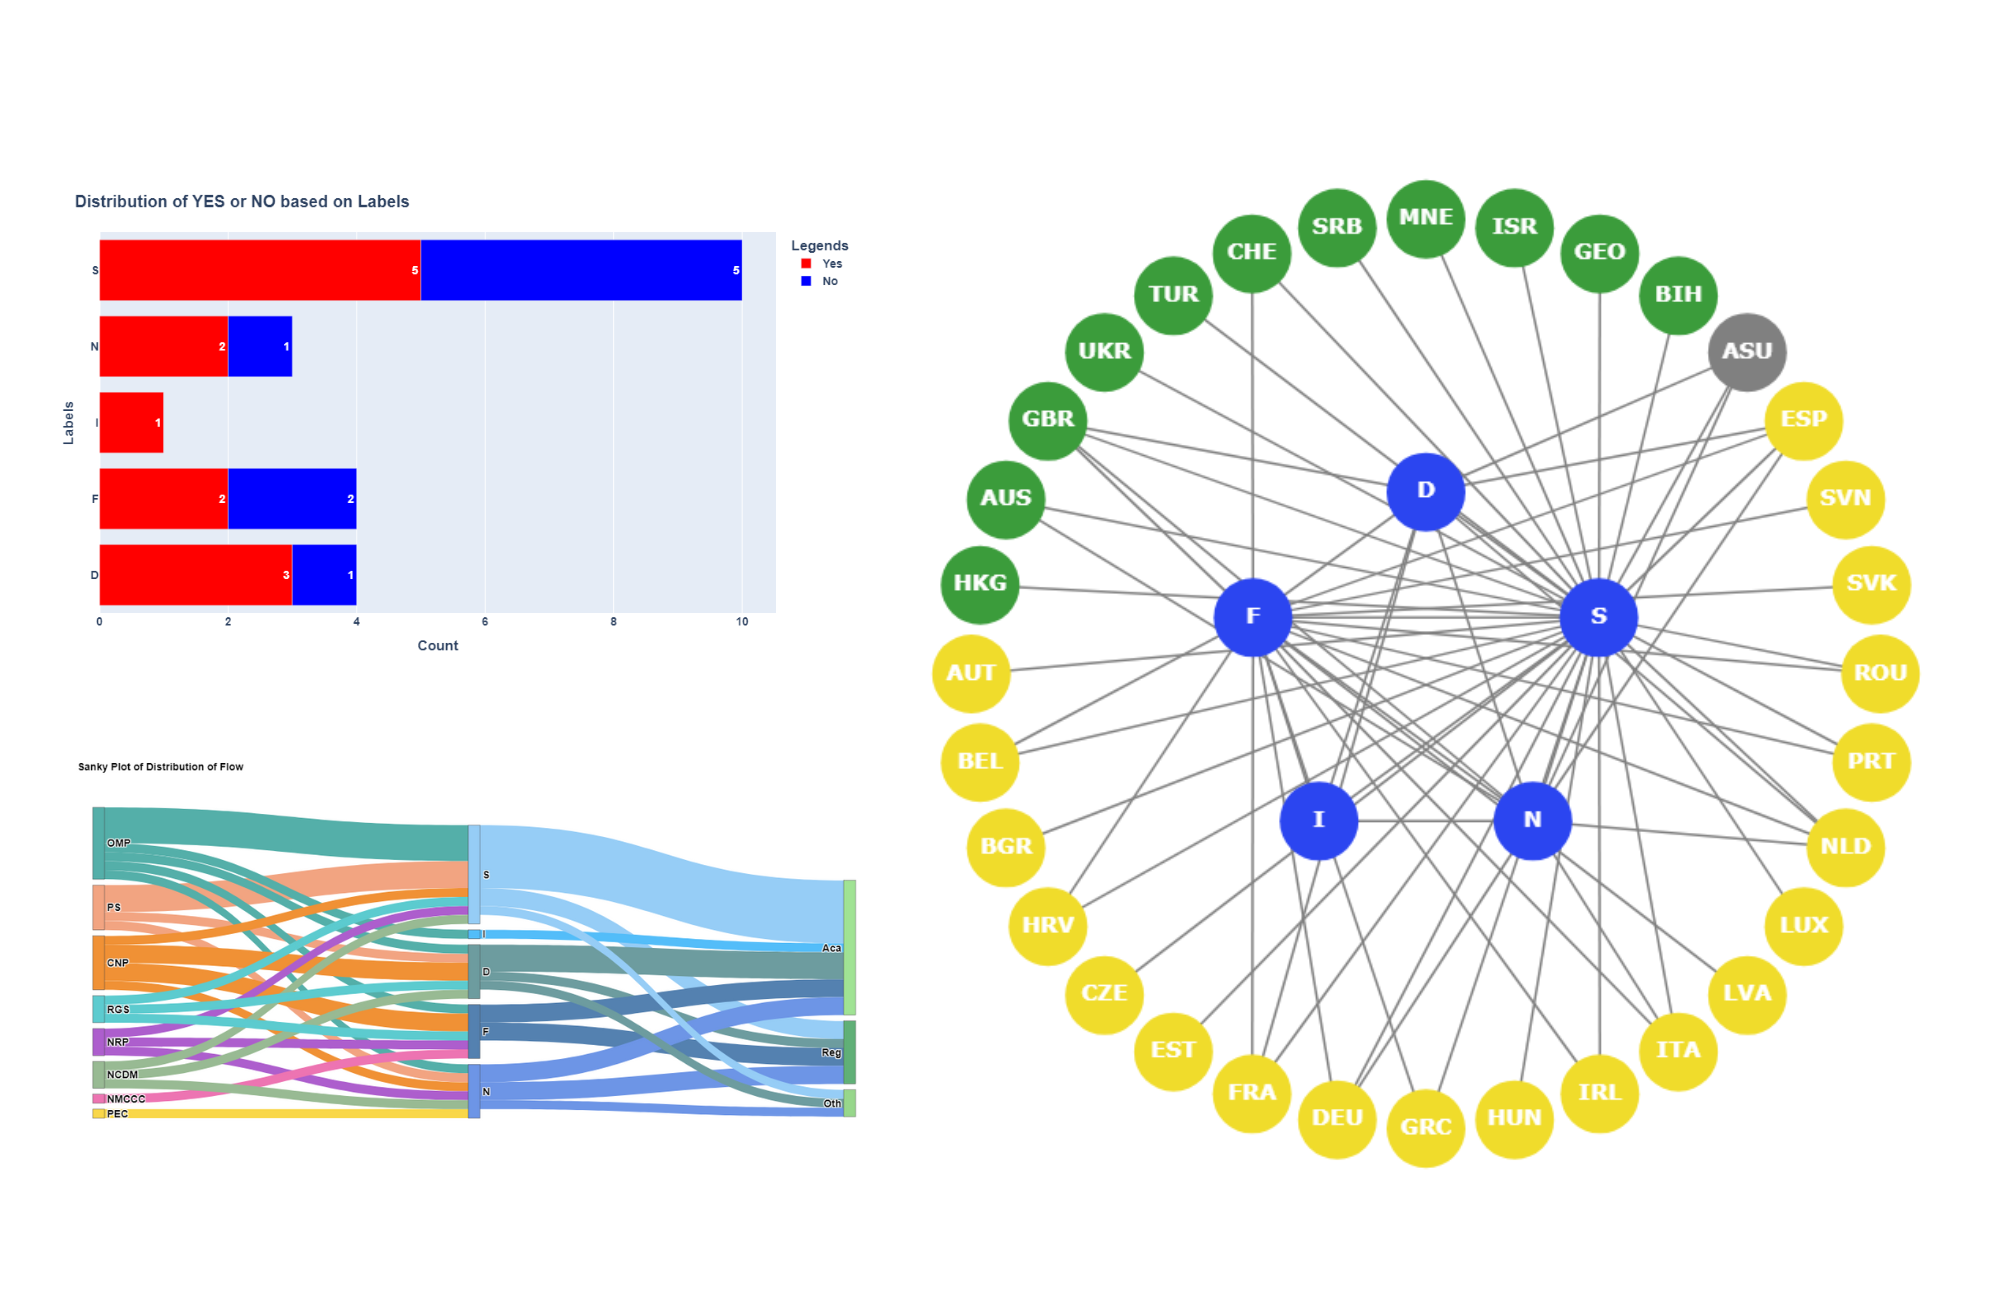 Distribution of YES or NO based on Labels
Legends
Yes
No
Labels
S
5
5
N
2
1
I
1
F
2
2
D
3
1
0
2
4
6
8
10
Count
Sanky Plot of Distribution of Flow
OMP
PS
CNP
RGS
NRP
NCDM
NMCCC
PEC
S
I
D
F
N
Aca
Reg
Oth
MNE
ISR
GEO
BIH
ASU
ESP
SVN
SVK
ROU
PRT
NLD
LUX
LVA
ITA
IRL
HUN
GRC
DEU
FRA
EST
CZE
HRV
BGR
BEL
AUT
HKG
AUS
GBR
UKR
TUR
CHE
SRB
D
F
S
I
N